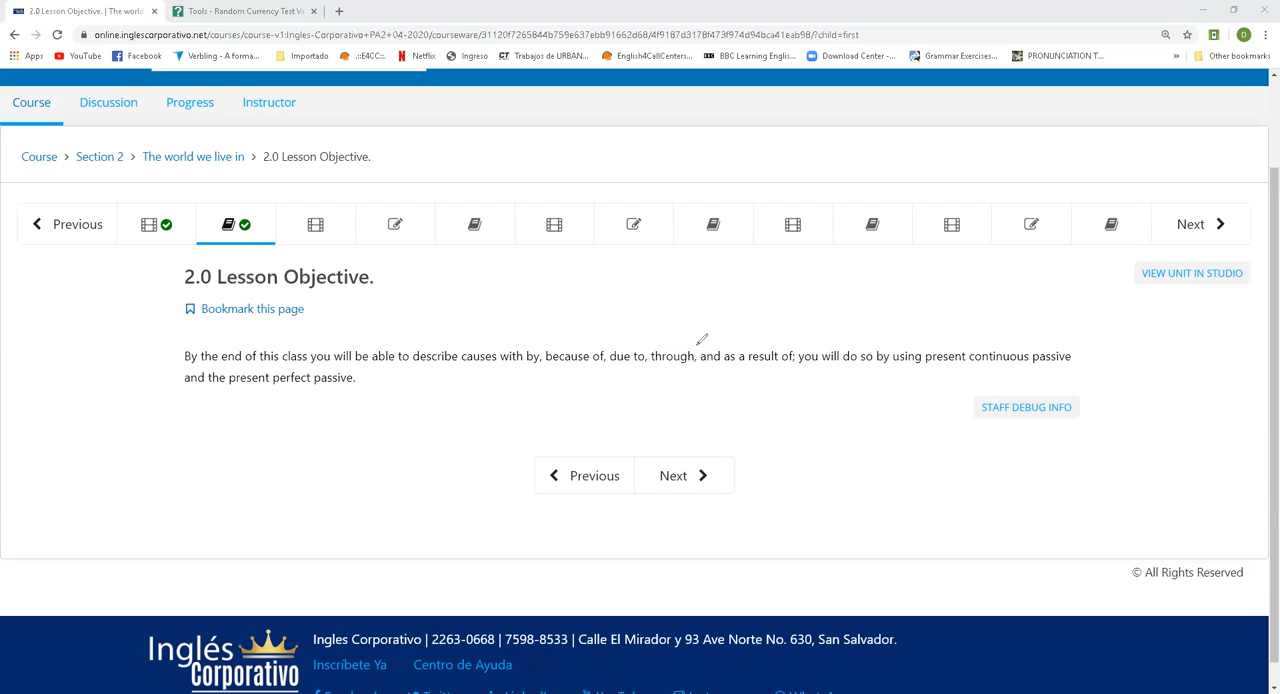 2.0 Lesson Objective. | The world
Tools - Random Currency Test V
online.inglescorporativo.net/courses/course-v1:Ingles-Corporativo+PA2+04-2020/courseware/31120f7265844b759e637ebb91662d68/4f9187d3178f473f974d94bca41eab98/?child=first
D
Apps YouTube Facebook Verbling - A forma... Importado .::E4CC::. Netflix Ingreso CT Trabajos de URBAN... English4CallCenters... BBC Learning Englis... Download Center -... Grammar Exercises... PRONUNCIATION T... » Other bookmarks
Course Discussion Progress Instructor
Course > Section 2 > The world we live in > 2.0 Lesson Objective.
Previous Next
2.0 Lesson Objective.
VIEW UNIT IN STUDIO
Bookmark this page
By the end of this class you will be able to describe causes with by, because of, due to, through, and as a result of; you will do so by using present continuous passive
and the present perfect passive.
STAFF DEBUG INFO
Previous Next
© All Rights Reserved
Inglés Corporativo
Ingles Corporativo | 2263-0668 | 7598-8533 | Calle El Mirador y 93 Ave Norte No. 630, San Salvador.
Inscríbete Ya Centro de Ayuda